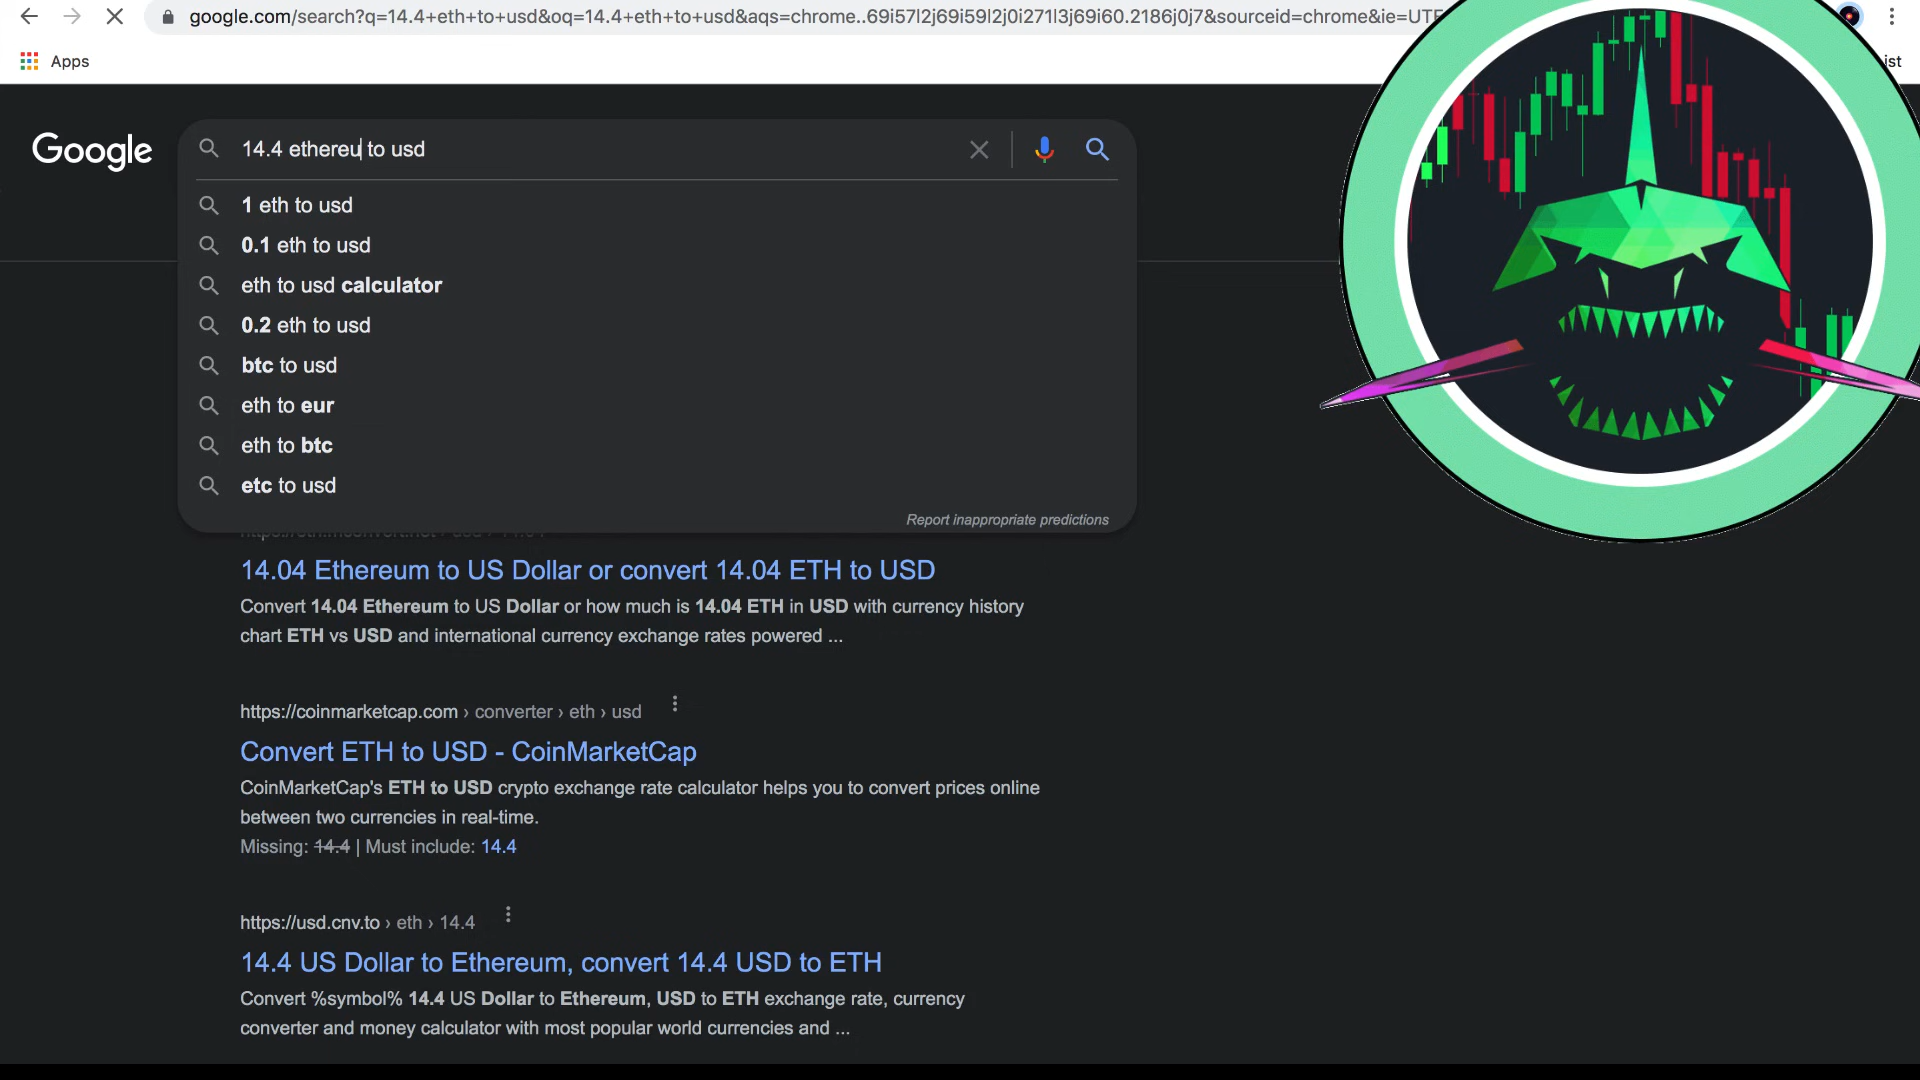 google.com/search?q=14.4+eth+to+usd&oq=14.4+eth+to+usd&aqs=chrome..69i57l2j69i59l2j0i271l3j69i60.2186j0j7&sourceid=chrome&ie=UTF
Apps
ist
Google
14.4 ethereu to usd
1 eth to usd
0.1 eth to usd
eth to usd calculator
0.2 eth to usd
btc to usd
eth to eur
eth to btc
etc to usd
Report inappropriate predictions
14.04 Ethereum to US Dollar or convert 14.04 ETH to USD
Convert 14.04 Ethereum to US Dollar or how much is 14.04 ETH in USD with currency history
chart ETH vs USD and international currency exchange rates powered ...
https://coinmarketcap.com › converter › eth › usd
Convert ETH to USD - CoinMarketCap
CoinMarketCap's ETH to USD crypto exchange rate calculator helps you to convert prices online
between two currencies in real-time.
Missing: 14.4 | Must include: 14.4
https://usd.cnv.to › eth › 14.4
14.4 US Dollar to Ethereum, convert 14.4 USD to ETH
Convert %symbol% 14.4 US Dollar to Ethereum, USD to ETH exchange rate, currency
converter and money calculator with most popular world currencies and ...